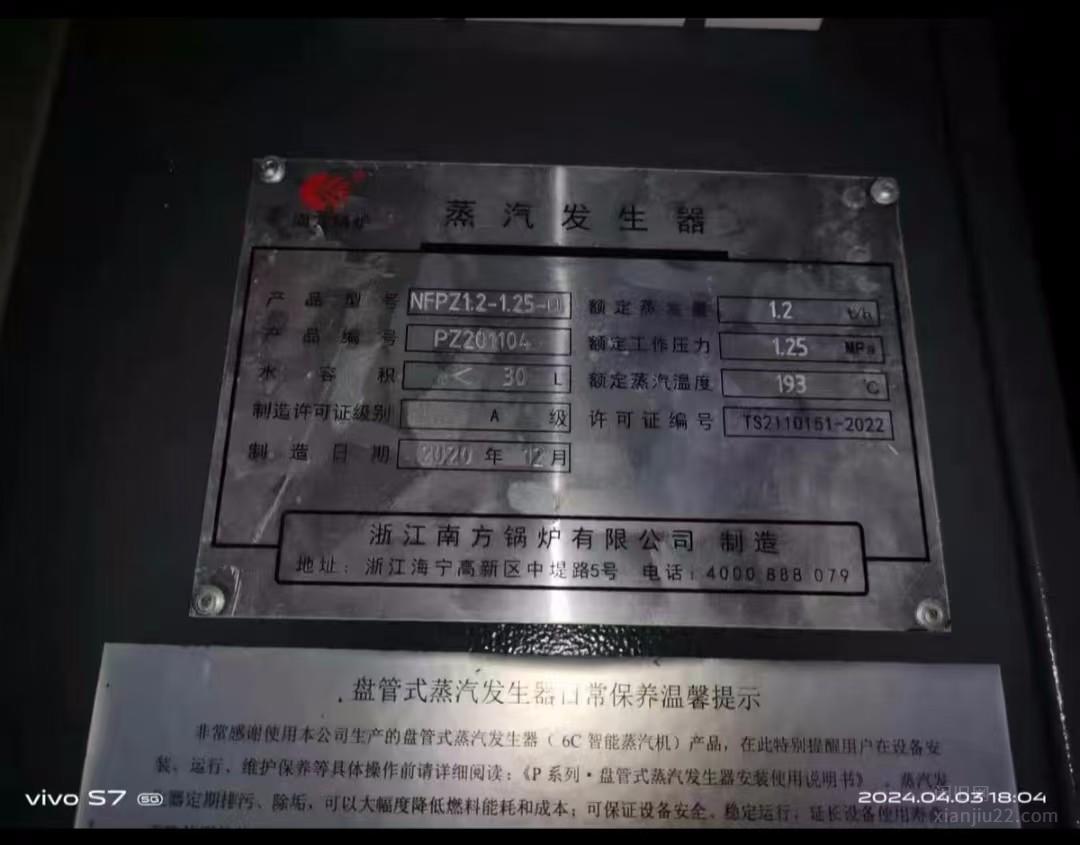 南方锅炉
蒸汽发生器
产品型号 NFPZ1.2-1.25- 额定蒸发量 1.2 t/h
产品编号 PZ201104 额定工作压力 1.25 MPa
水容积 < 30 L 额定蒸汽温度 193 ℃
制造许可证级别 A 级 许可证编号 TS2110151-2022
制造日期 2020年12月
浙江南方锅炉有限公司 制造
地址：浙江海宁高新区中堤路5号 电话：4000 888 079
盘管式蒸汽发生器日常保养温馨提示
非常感谢使用本公司生产的盘管式蒸汽发生器（6C智能蒸汽机）产品，在此特别提醒用户在设备安
装、运行、维护保养等具体操作前请详细阅读：《P系列·盘管式蒸汽发生器安装使用说明书》，蒸汽发
器定期排污、除垢，可以大幅度降低燃料能耗和成本；可保证设备安全、稳定运行，延长设备使用寿
vivo S7 5G
2024.04.03 18:04
xianjiu22.com